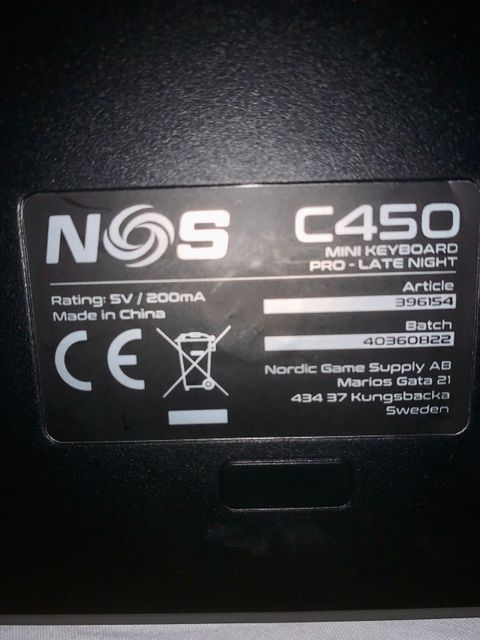 NOS
C450
MINI KEYBOARD
PRO - LATE NIGHT
Rating: 5V / 200mA
Made in China
CE
Article
396154
Batch
40360822
Nordic Game Supply AB
Marios Gata 21
434 37 Kungsbacka
Sweden